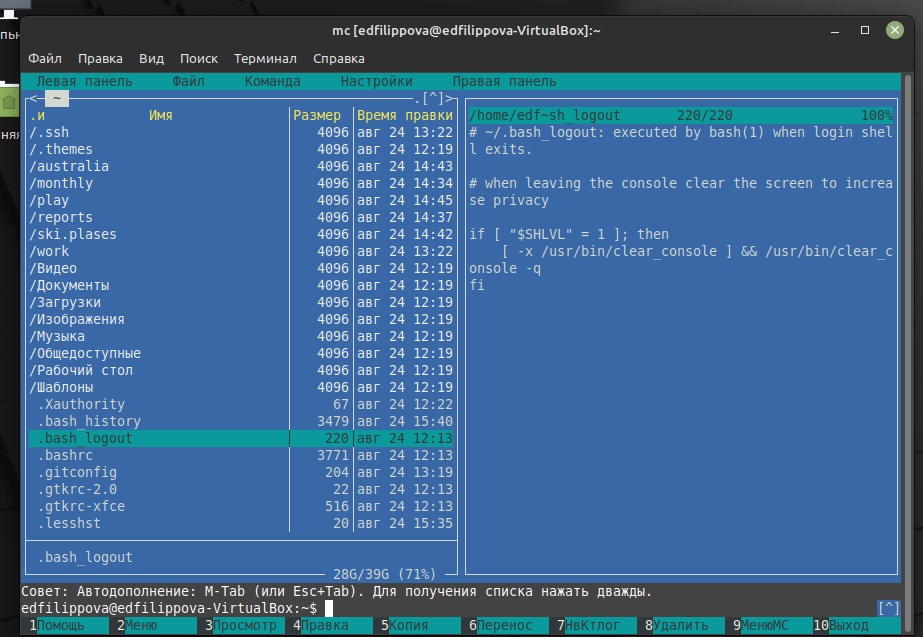 mc [edfilippova@edfilippova-VirtualBox]:~
Файл Правка Вид Поиск Терминал Справка
Левая панель Файл Команда Настройки Правая панель
<─ ~ ─.[^]>
.и Имя Размер Время правки
/.ssh 4096 авг 24 13:22
/.themes 4096 авг 24 12:19
/australia 4096 авг 24 14:43
/monthly 4096 авг 24 14:34
/play 4096 авг 24 14:45
/reports 4096 авг 24 14:37
/ski.plases 4096 авг 24 14:42
/work 4096 авг 24 13:22
/Видео 4096 авг 24 12:19
/Документы 4096 авг 24 12:19
/Загрузки 4096 авг 24 12:19
/Изображения 4096 авг 24 12:19
/Музыка 4096 авг 24 12:19
/Общедоступные 4096 авг 24 12:19
/Рабочий стол 4096 авг 24 12:19
/Шаблоны 4096 авг 24 12:19
.Xauthority 67 авг 24 12:22
.bash_history 3479 авг 24 15:40
.bash_logout 220 авг 24 12:13
.bashrc 3771 авг 24 12:13
.gitconfig 204 авг 24 13:19
.gtkrc-2.0 22 авг 24 12:13
.gtkrc-xfce 516 авг 24 12:13
.lesshst 20 авг 24 15:35
.bash_logout
28G/39G (71%)
/home/edf~sh_logout 220/220 100%
# ~/.bash_logout: executed by bash(1) when login shel
l exits.
# when leaving the console clear the screen to increa
se privacy
if [ "$SHLVL" = 1 ]; then
[ -x /usr/bin/clear_console ] && /usr/bin/clear_c
onsole -q
fi
Совет: Автодополнение: M-Tab (или Esc+Tab). Для получения списка нажать дважды.
edfilippova@edfilippova-VirtualBox:~$ [^]
1Помощь 2Меню 3Просмотр 4Правка 5Копия 6Перенос 7НвКтлог 8Удалить 9МенюMC 10Выход